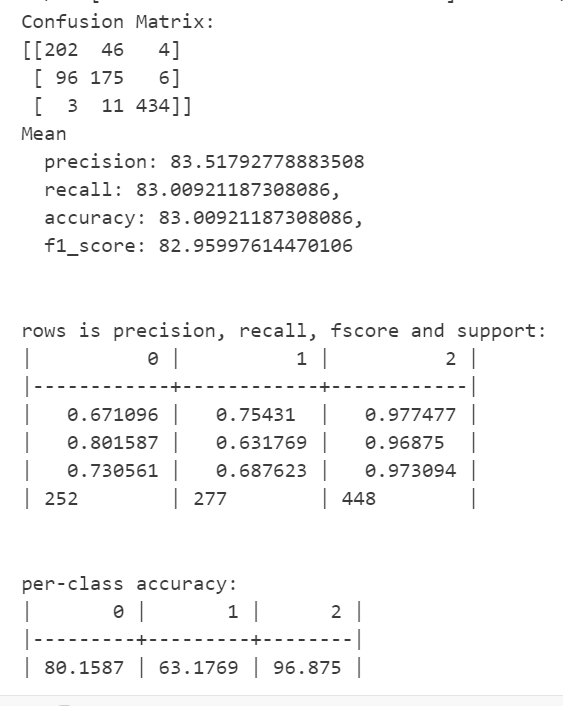 Confusion Matrix:
[[202  46   4]
 [ 96 175   6]
 [  3  11 434]]
Mean
  precision: 83.51792778883508
  recall: 83.00921187308086,
  accuracy: 83.00921187308086,
  f1_score: 82.95997614470106
rows is precision, recall, fscore and support:
|          0 |          1 |          2 |
|------------+------------+------------|
|   0.671096 |   0.75431  |   0.977477 |
|   0.801587 |   0.631769 |   0.96875  |
|   0.730561 |   0.687623 |   0.973094 |
| 252        | 277        | 448        |
per-class accuracy:
|       0 |       1 |      2 |
|---------+---------+--------|
| 80.1587 | 63.1769 | 96.875 |